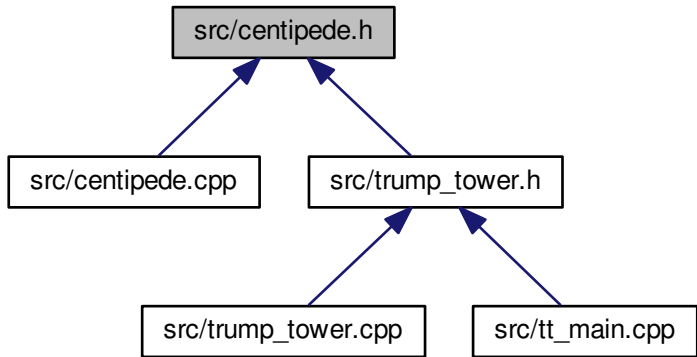 src/centipede.h
src/centipede.cpp
src/trump_tower.h
src/trump_tower.cpp
src/tt_main.cpp